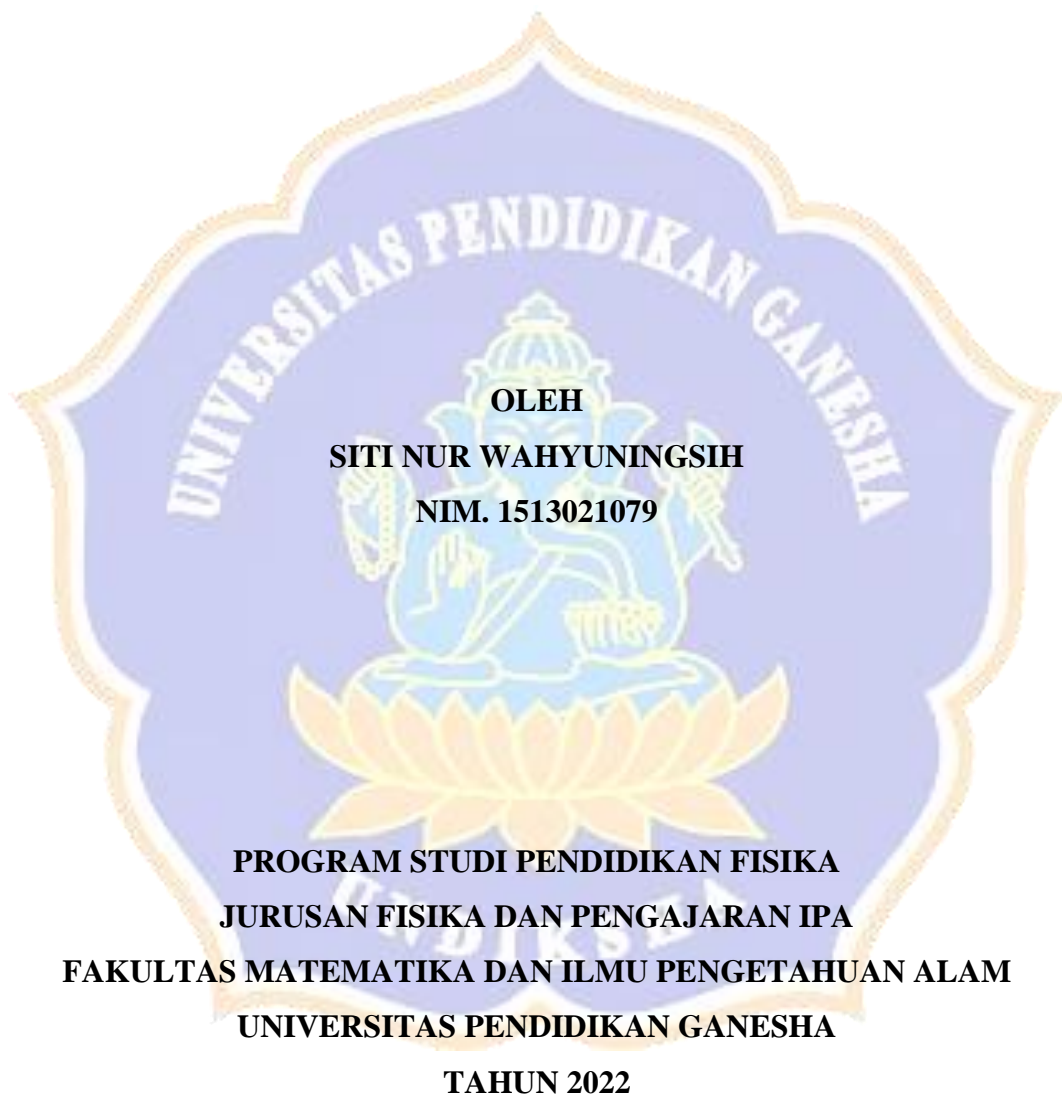 UNIVERSITAS PENDIDIKAN GANESHA
OLEH
SITI NUR WAHYUNINGSIH
NIM. 1513021079
PROGRAM STUDI PENDIDIKAN FISIKA
JURUSAN FISIKA DAN PENGAJARAN IPA
UNDIKSHA
FAKULTAS MATEMATIKA DAN ILMU PENGETAHUAN ALAM
UNIVERSITAS PENDIDIKAN GANESHA
TAHUN 2022